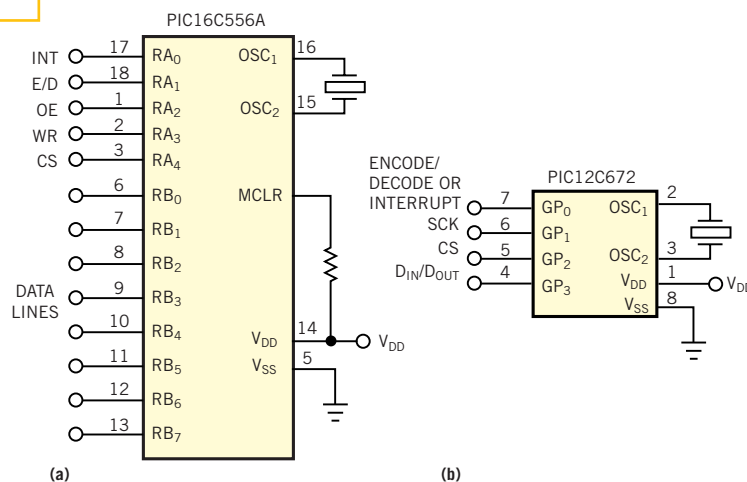 PIC16C556A
INT 17 RA0 OSC1 16
E/D 18 RA1
OE 1 RA2 OSC2 15
WR 2 RA3
CS 3 RA4
6 RB0 MCLR
7 RB1
8 RB2
DATA LINES 9 RB3
10 RB4 VDD 14 VDD
11 RB5 VSS 5
12 RB6
13 RB7
(a)
PIC12C672
ENCODE/
DECODE OR
INTERRUPT 7 GP0 OSC1 2
SCK 6 GP1
CS 5 GP2 OSC2 3
DIN/DOUT 4 GP3 VDD 1
VSS 8
(b)